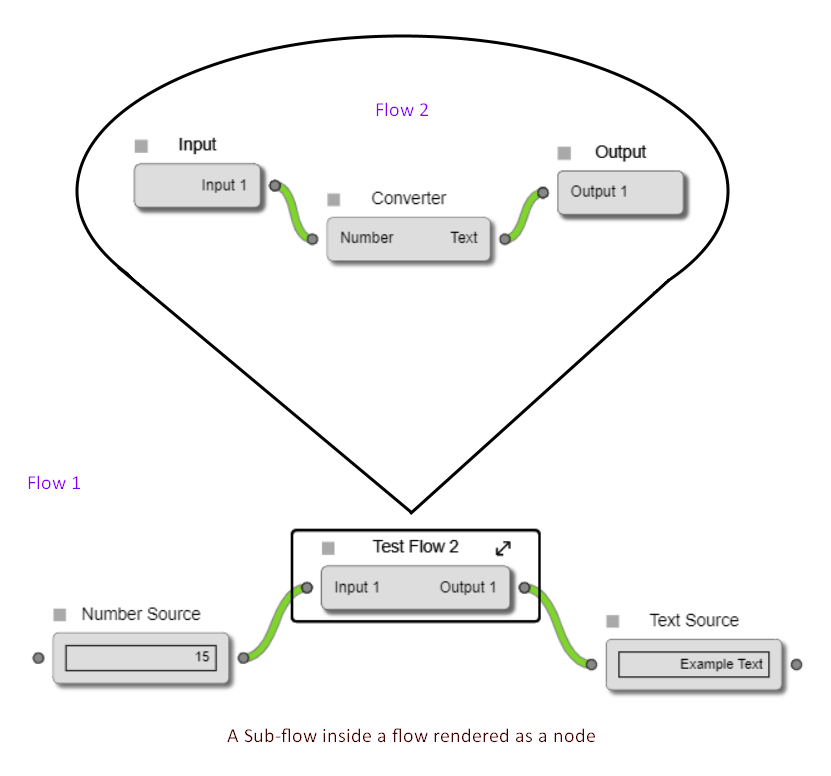 Flow 2
Input
Input 1
Converter
Number Text
Output
Output 1
Flow 1
Test Flow 2
Input 1 Output 1
Number Source
15
Text Source
Example Text
A Sub-flow inside a flow rendered as a node